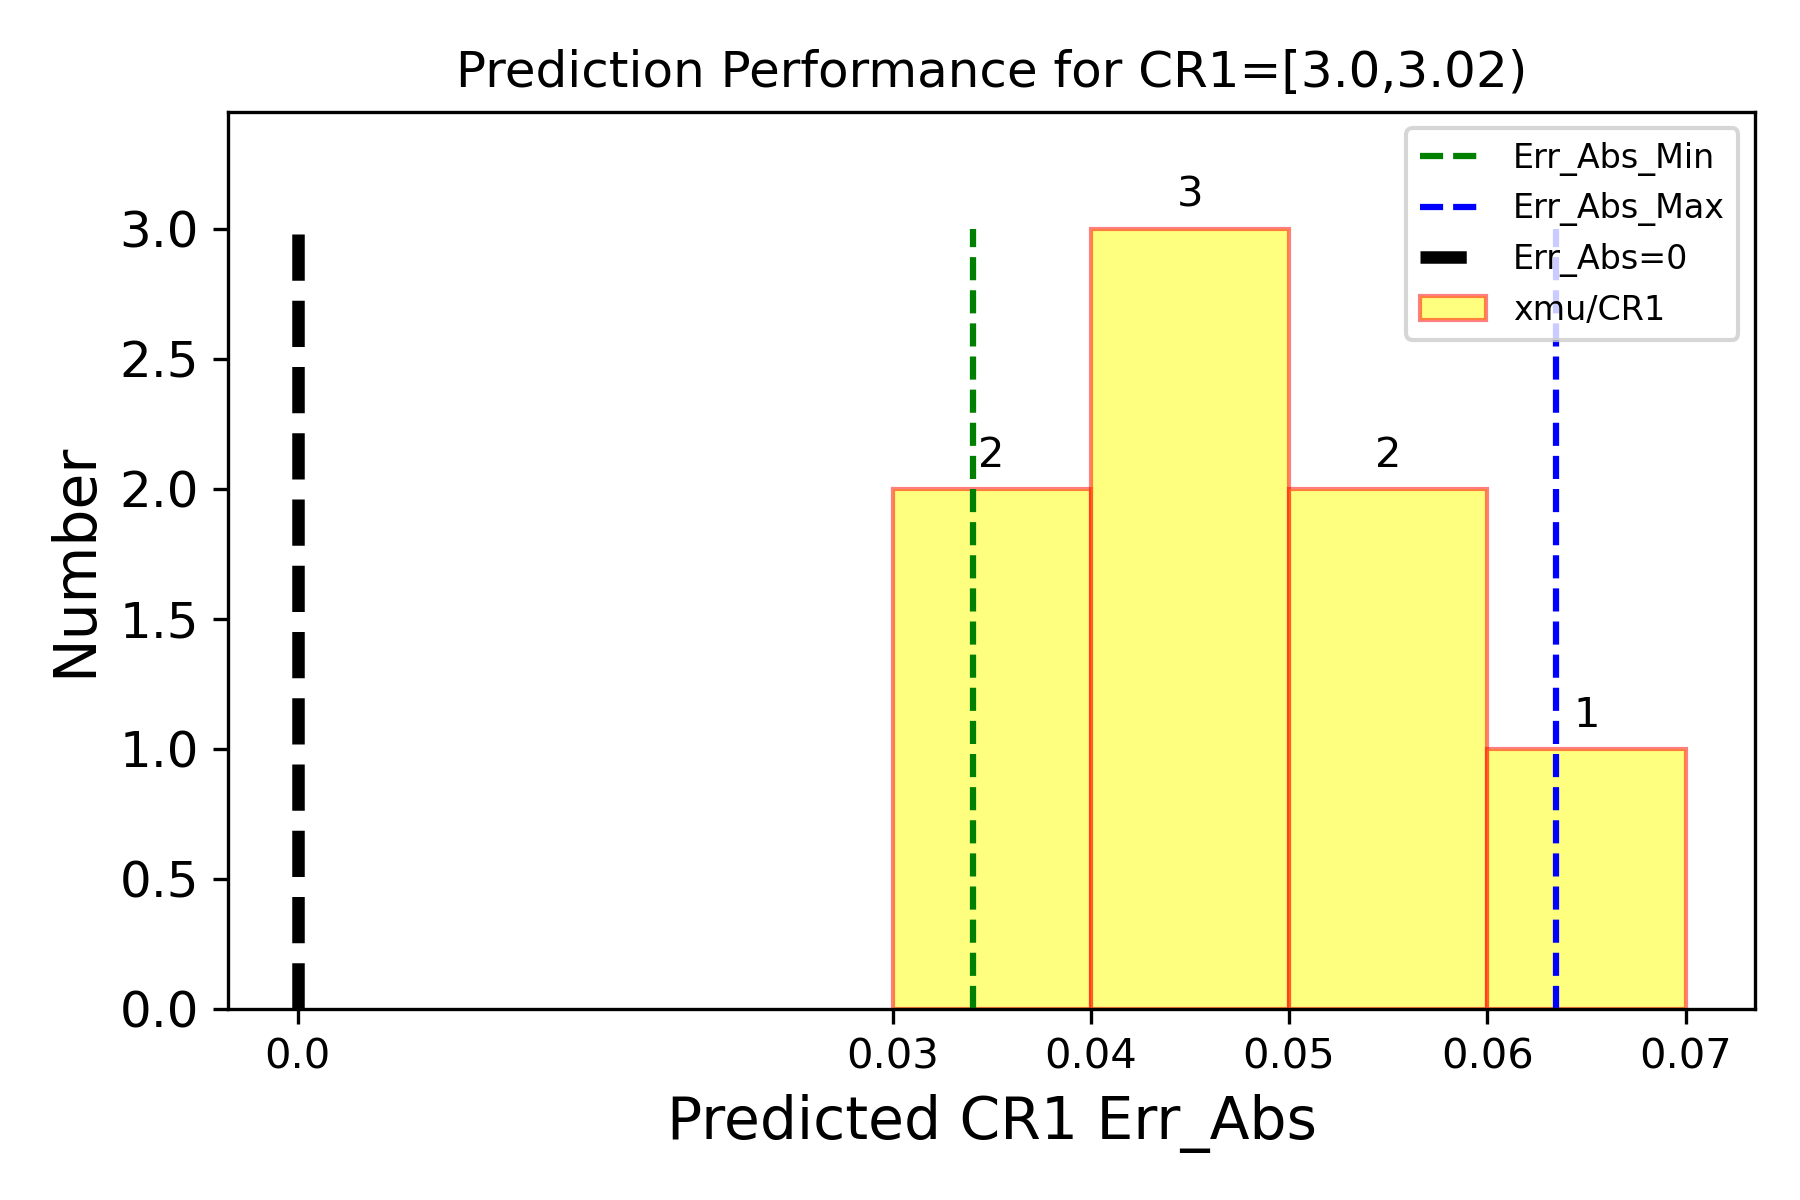 Prediction Performance for CR1=[3.0,3.02)
Err_Abs_Min
Err_Abs_Max
Err_Abs=0
xmu/CR1
3
2
2
1
3.0
2.5
2.0
1.5
1.0
0.5
0.0
Number
0.0
0.03
0.04
0.05
0.06
0.07
Predicted CR1 Err_Abs